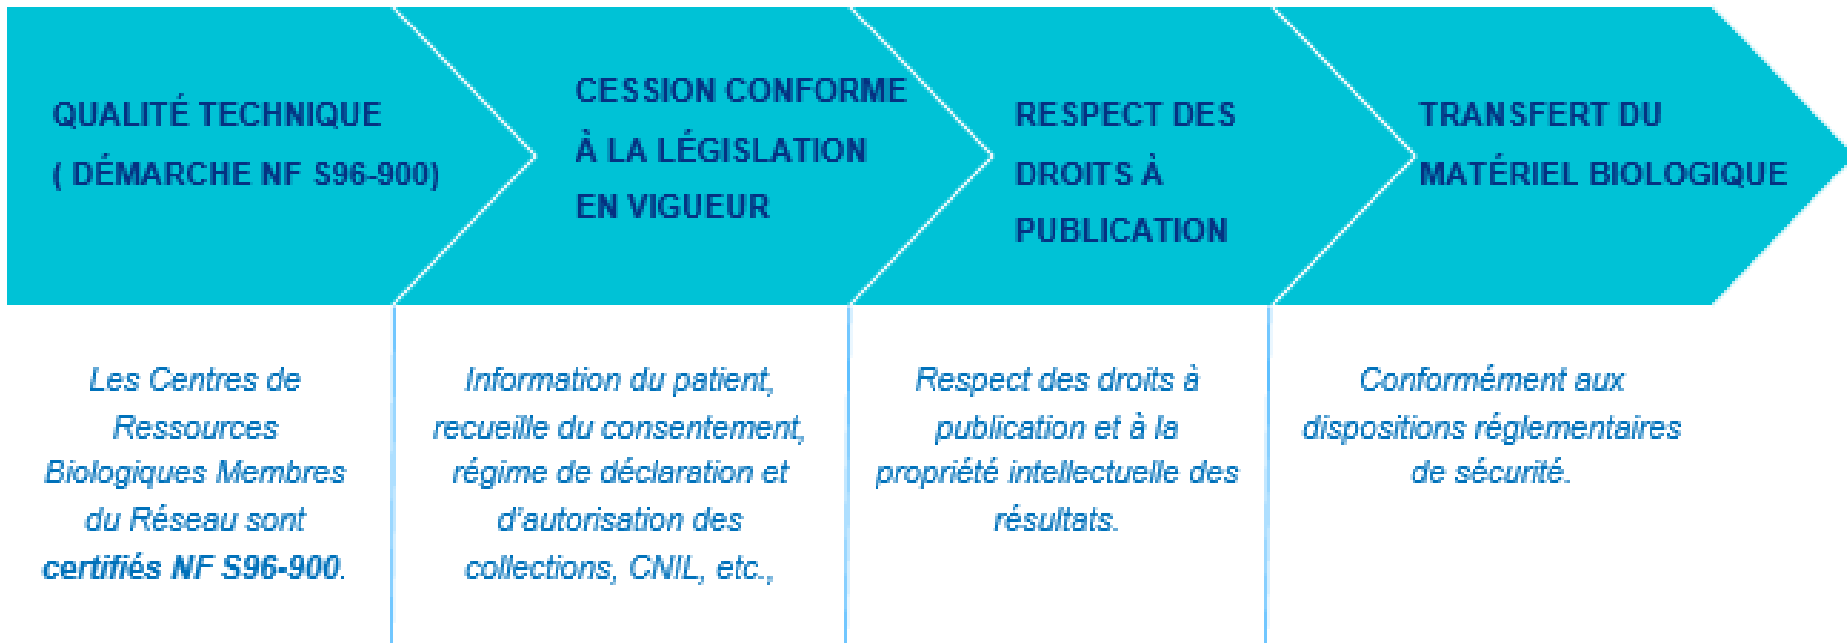 QUALITÉ TECHNIQUE
( DÉMARCHE NF S96-900)
CESSION CONFORME
À LA LÉGISLATION
EN VIGUEUR
RESPECT DES
DROITS À
PUBLICATION
TRANSFERT DU
MATÉRIEL BIOLOGIQUE
Les Centres de
Ressources
Biologiques Membres
du Réseau sont
certifiés NF S96-900.
Information du patient,
recueille du consentement,
régime de déclaration et
d'autorisation des
collections, CNIL, etc.,
Respect des droits à
publication et à la
propriété intellectuelle des
résultats.
Conformément aux
dispositions réglementaires
de sécurité.